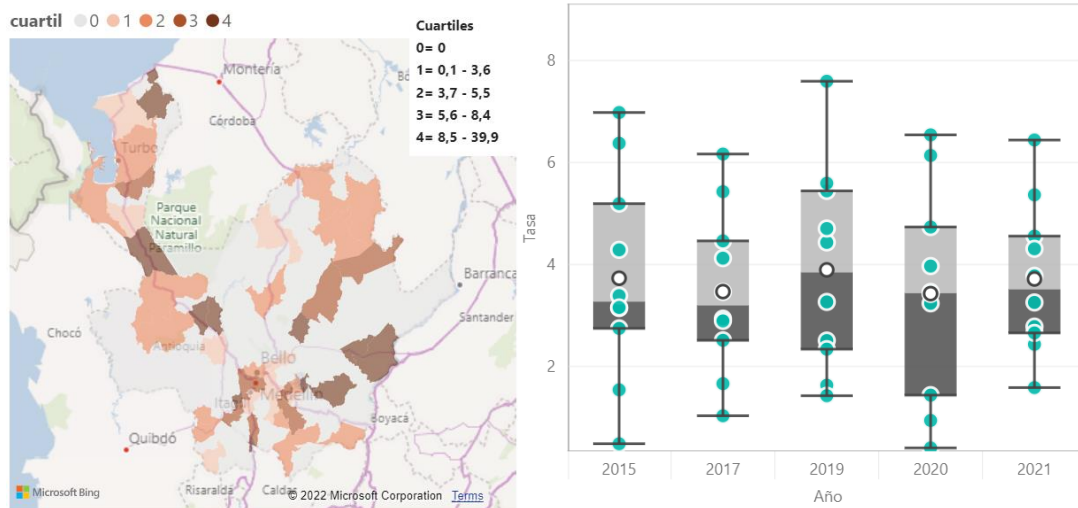 cuartil 0 1 2 3 4
Cuartiles
0= 0
1= 0,1 - 3,6
2= 3,7 - 5,5
3= 5,6 - 8,4
4= 8,5 - 39,9
Montería
Córdoba
Turbo
Parque
Nacional
Natural
Paramillo
Barranca
Santander
Chocó
Antioquia
Bello
Medellín
Boyaca
Quibdó
Risaralda
Caldas
Microsoft Bing
© 2022 Microsoft Corporation Terms
Tasa
8
6
4
2
2015 2017 2019 2020 2021
Año